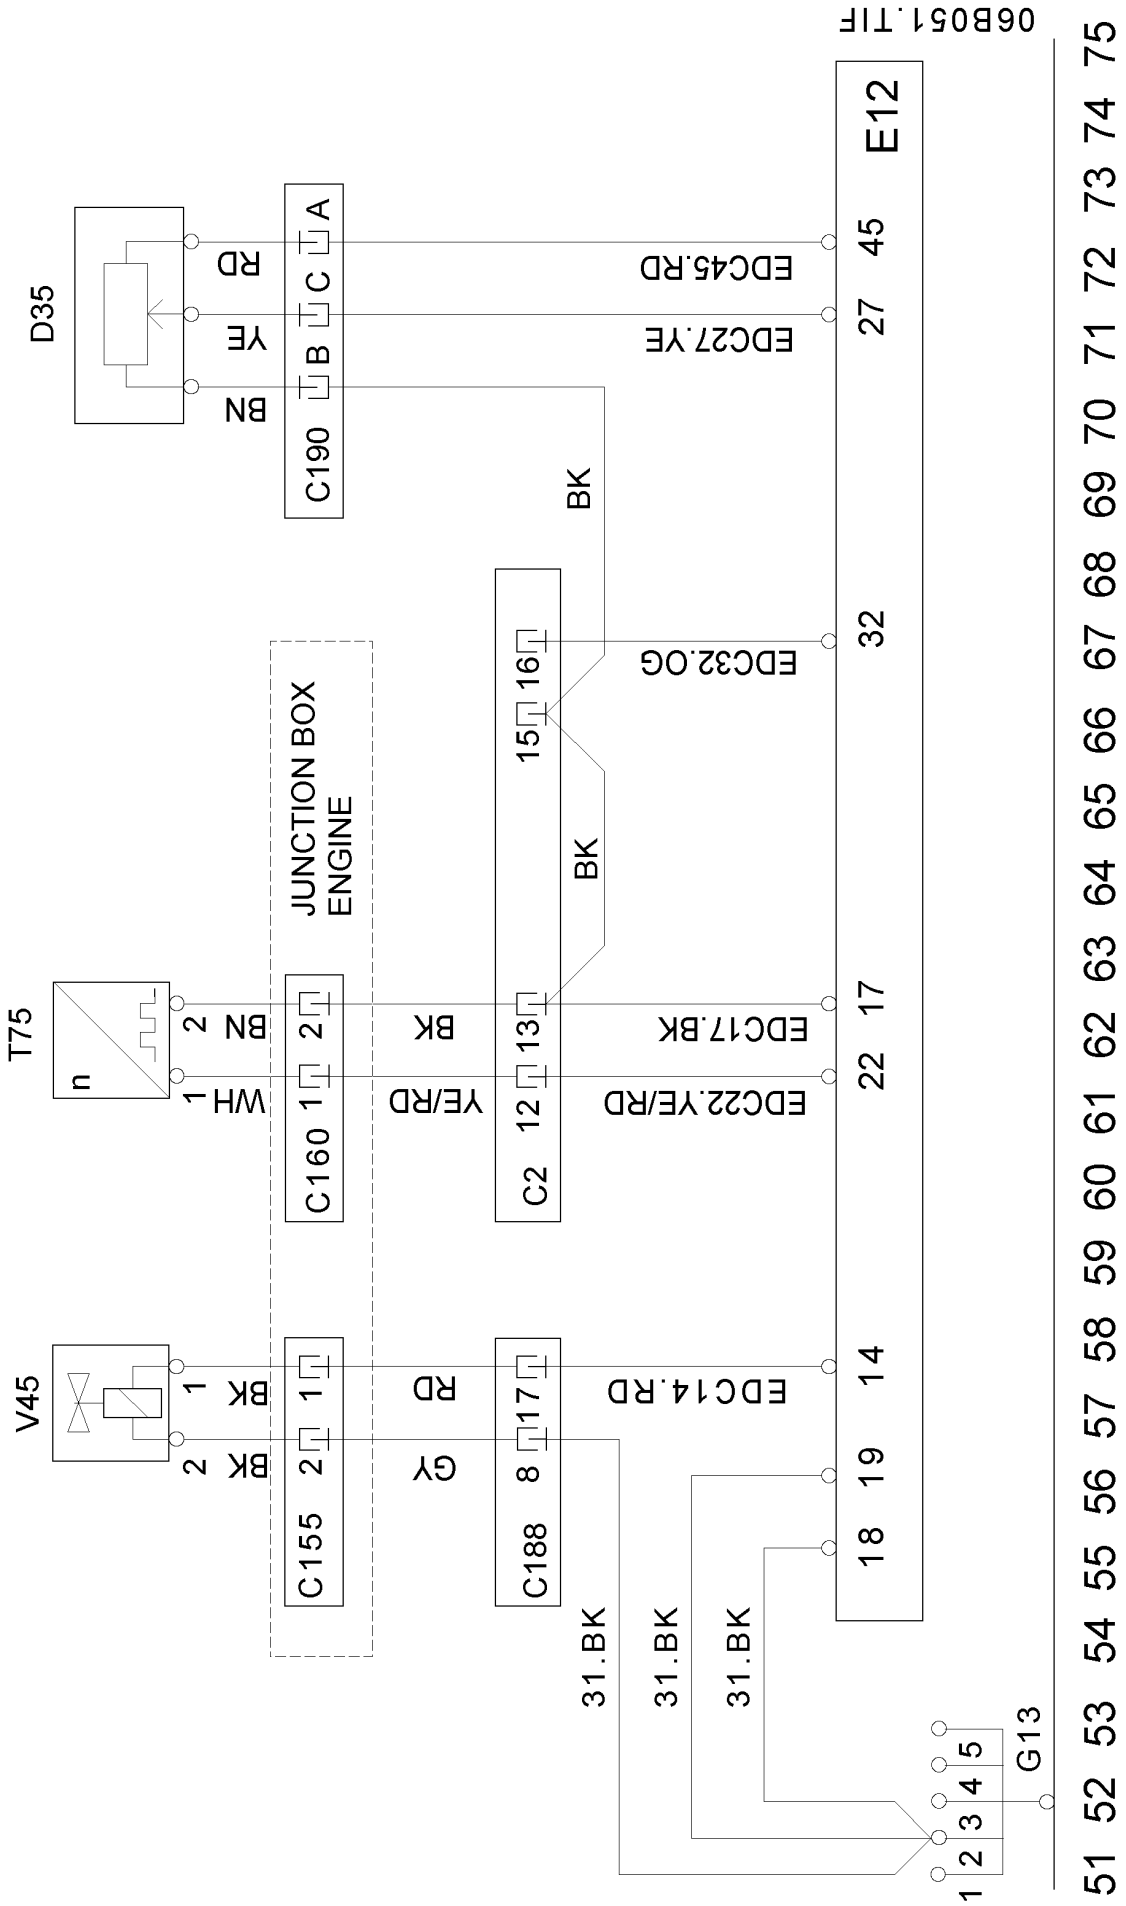 06B051.TIF
V45
T75
D35
n
2
1
1
2
BK
BK
WH
BN
BN
YE
RD
C155
2
1
C160
1
2
C190
B
C
A
JUNCTION BOX
ENGINE
GY
RD
YE/RD
BK
C188
8
17
C2
12
13
15
16
BK
BK
31.BK
31.BK
31.BK
EDC14.RD
EDC22.YE/RD
EDC17.BK
EDC32.OG
EDC27.YE
EDC45.RD
18
19
14
22
17
32
27
45
E12
1
2
3
4
5
G13
51 52 53 54 55 56 57 58 59 60 61 62 63 64 65 66 67 68 69 70 71 72 73 74 75